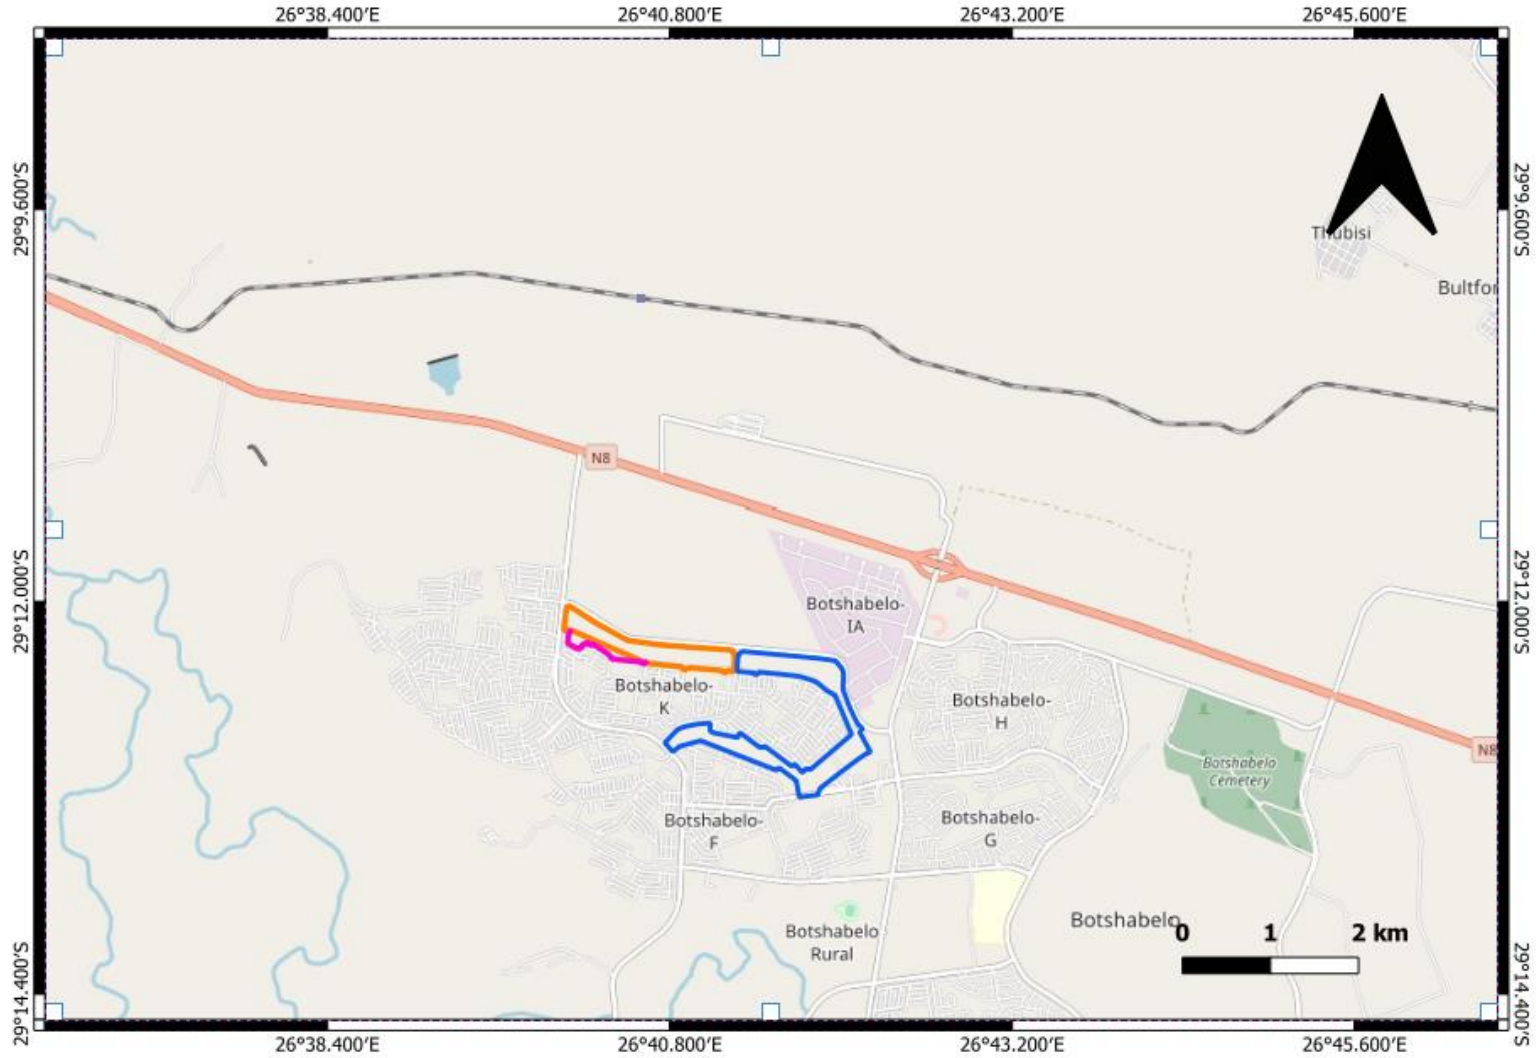 26°38.400'E 26°40.800'E 26°43.200'E 26°45.600'E
29°9.600'S
29°9.600'S
Thubisi
Bultfor
N8
29°12.000'S
29°12.000'S
Botshabelo-
IA
Botshabelo-
K
Botshabelo-
H
N8
Botshabelo
Cemetery
Botshabelo-
F
Botshabelo-
G
Botshabelo
Botshabelo
Rural
0 1 2 km
29°14.400'S
29°14.400'S
26°38.400'E 26°40.800'E 26°43.200'E 26°45.600'E